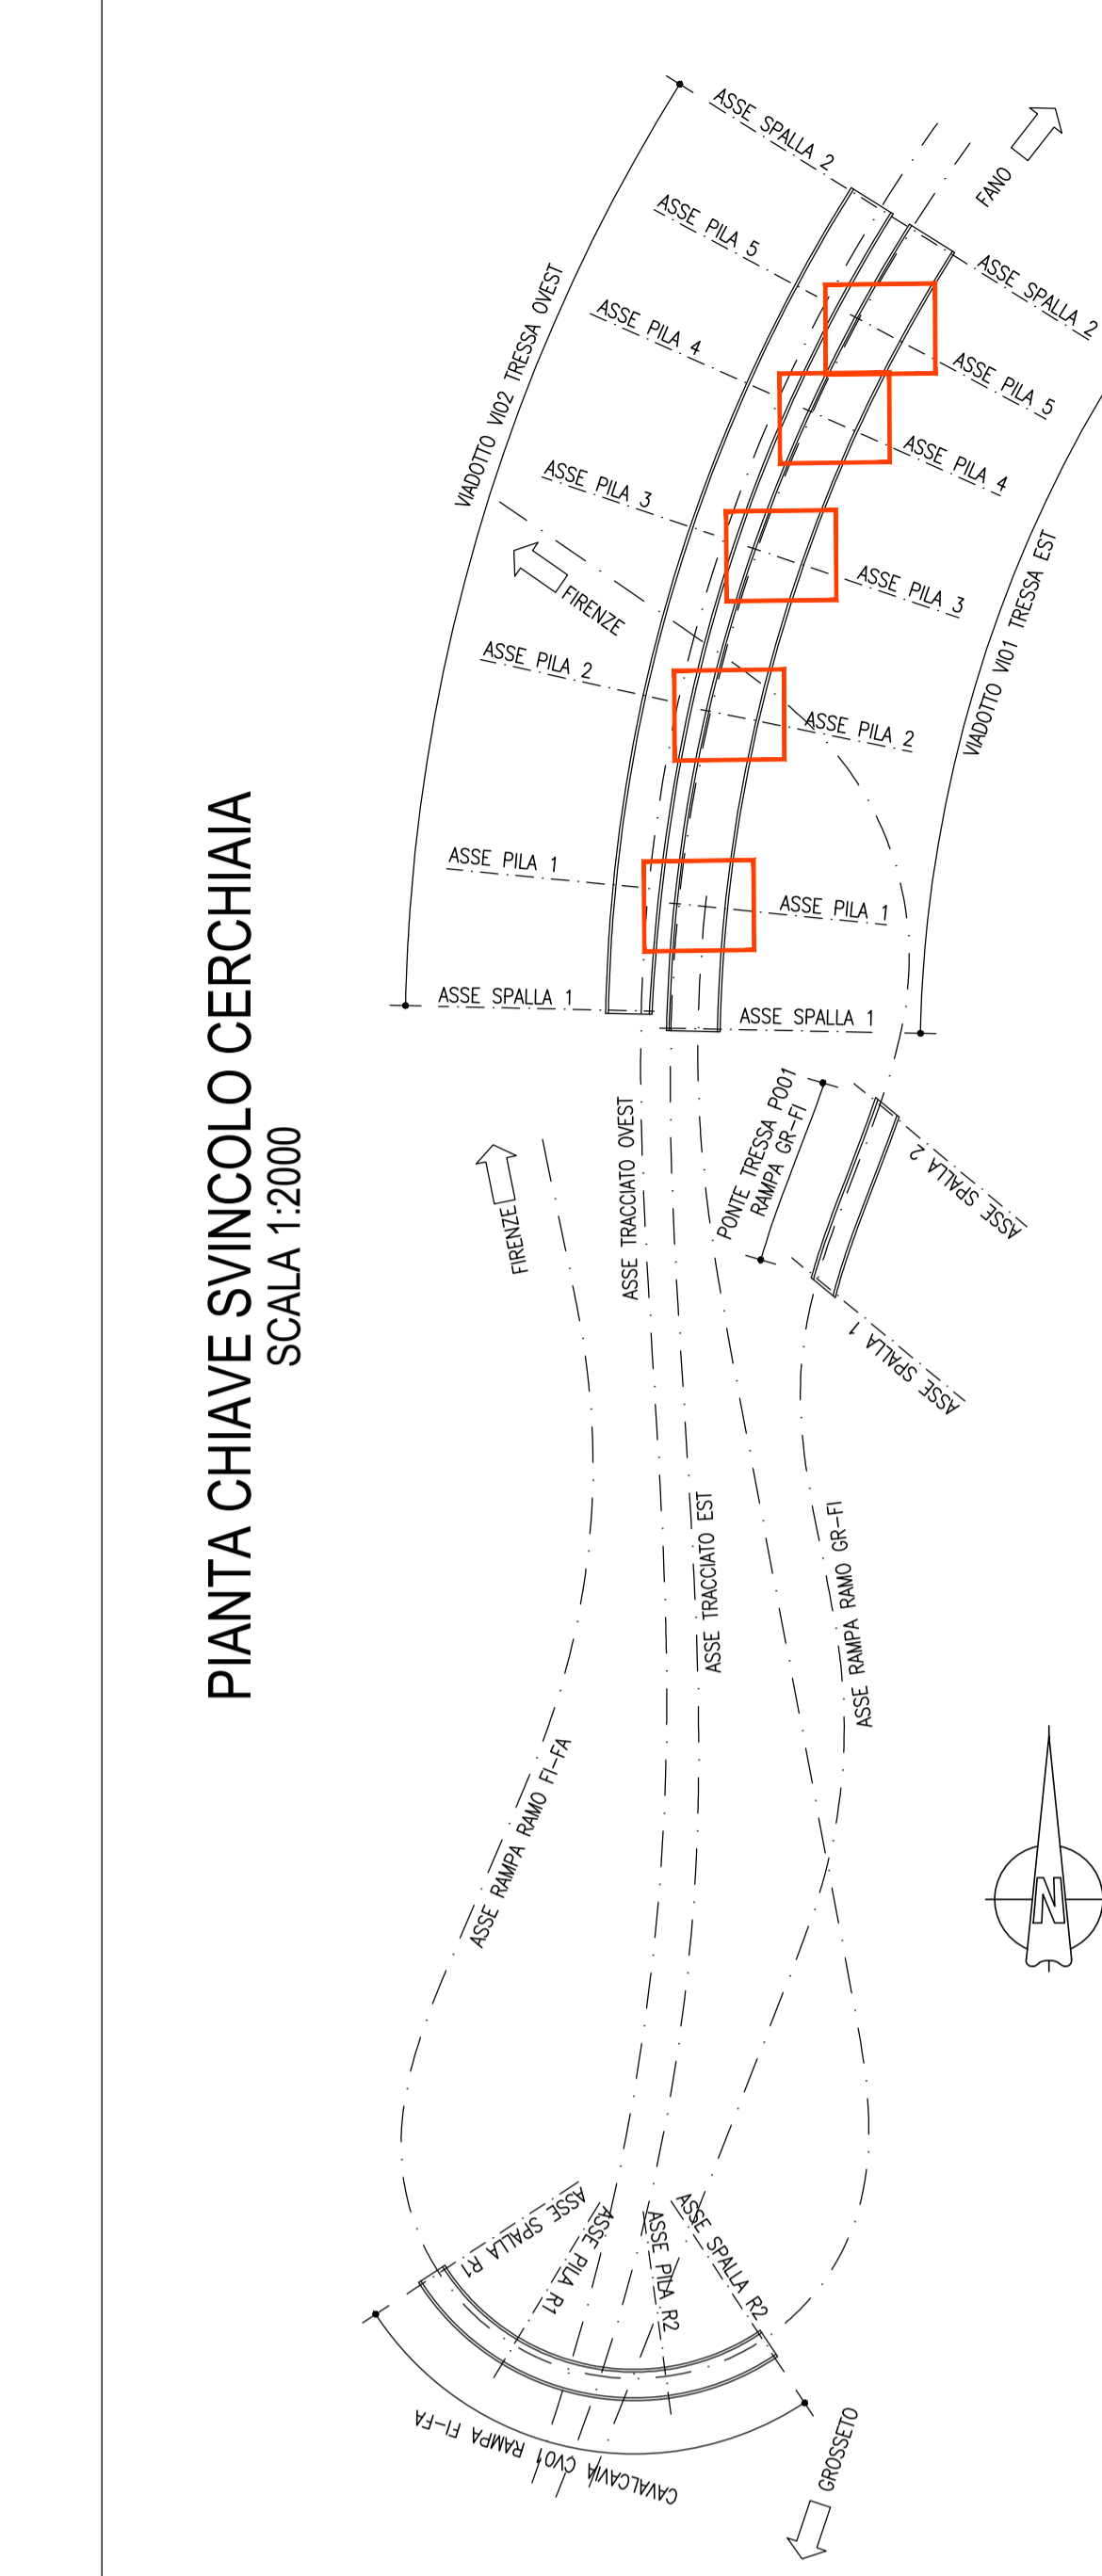 PIANTA CHIAVE SVINCOLO CERCHIAIA
SCALA 1:2000
ASSE SPALLA 2
FANO
ASSE PILA 5
ASSE SPALLA 2
VIADOTTO VI02 TRESSA OVEST
ASSE PILA 4
ASSE PILA 5
ASSE PILA 3
ASSE PILA 4
FIRENZE
ASSE PILA 3
VIADOTTO VI01 TRESSA EST
ASSE PILA 2
ASSE PILA 2
ASSE PILA 1
ASSE PILA 1
ASSE SPALLA 1
ASSE SPALLA 1
PONTE TRESSA PO01
RAMPA GR-FI
ASSE TRACCIATO OVEST
ASSE SPALLA 2
FIRENZE
ASSE SPALLA 1
ASSE TRACCIATO EST
ASSE RAMPA RAMO GR-FI
ASSE RAMPA RAMO FI-FA
N
ASSE SPALLA R1
ASSE PILA R1
ASSE PILA R2
ASSE SPALLA R2
CAVALCAVIA CV01 RAMPA FI-FA
GROSSETO